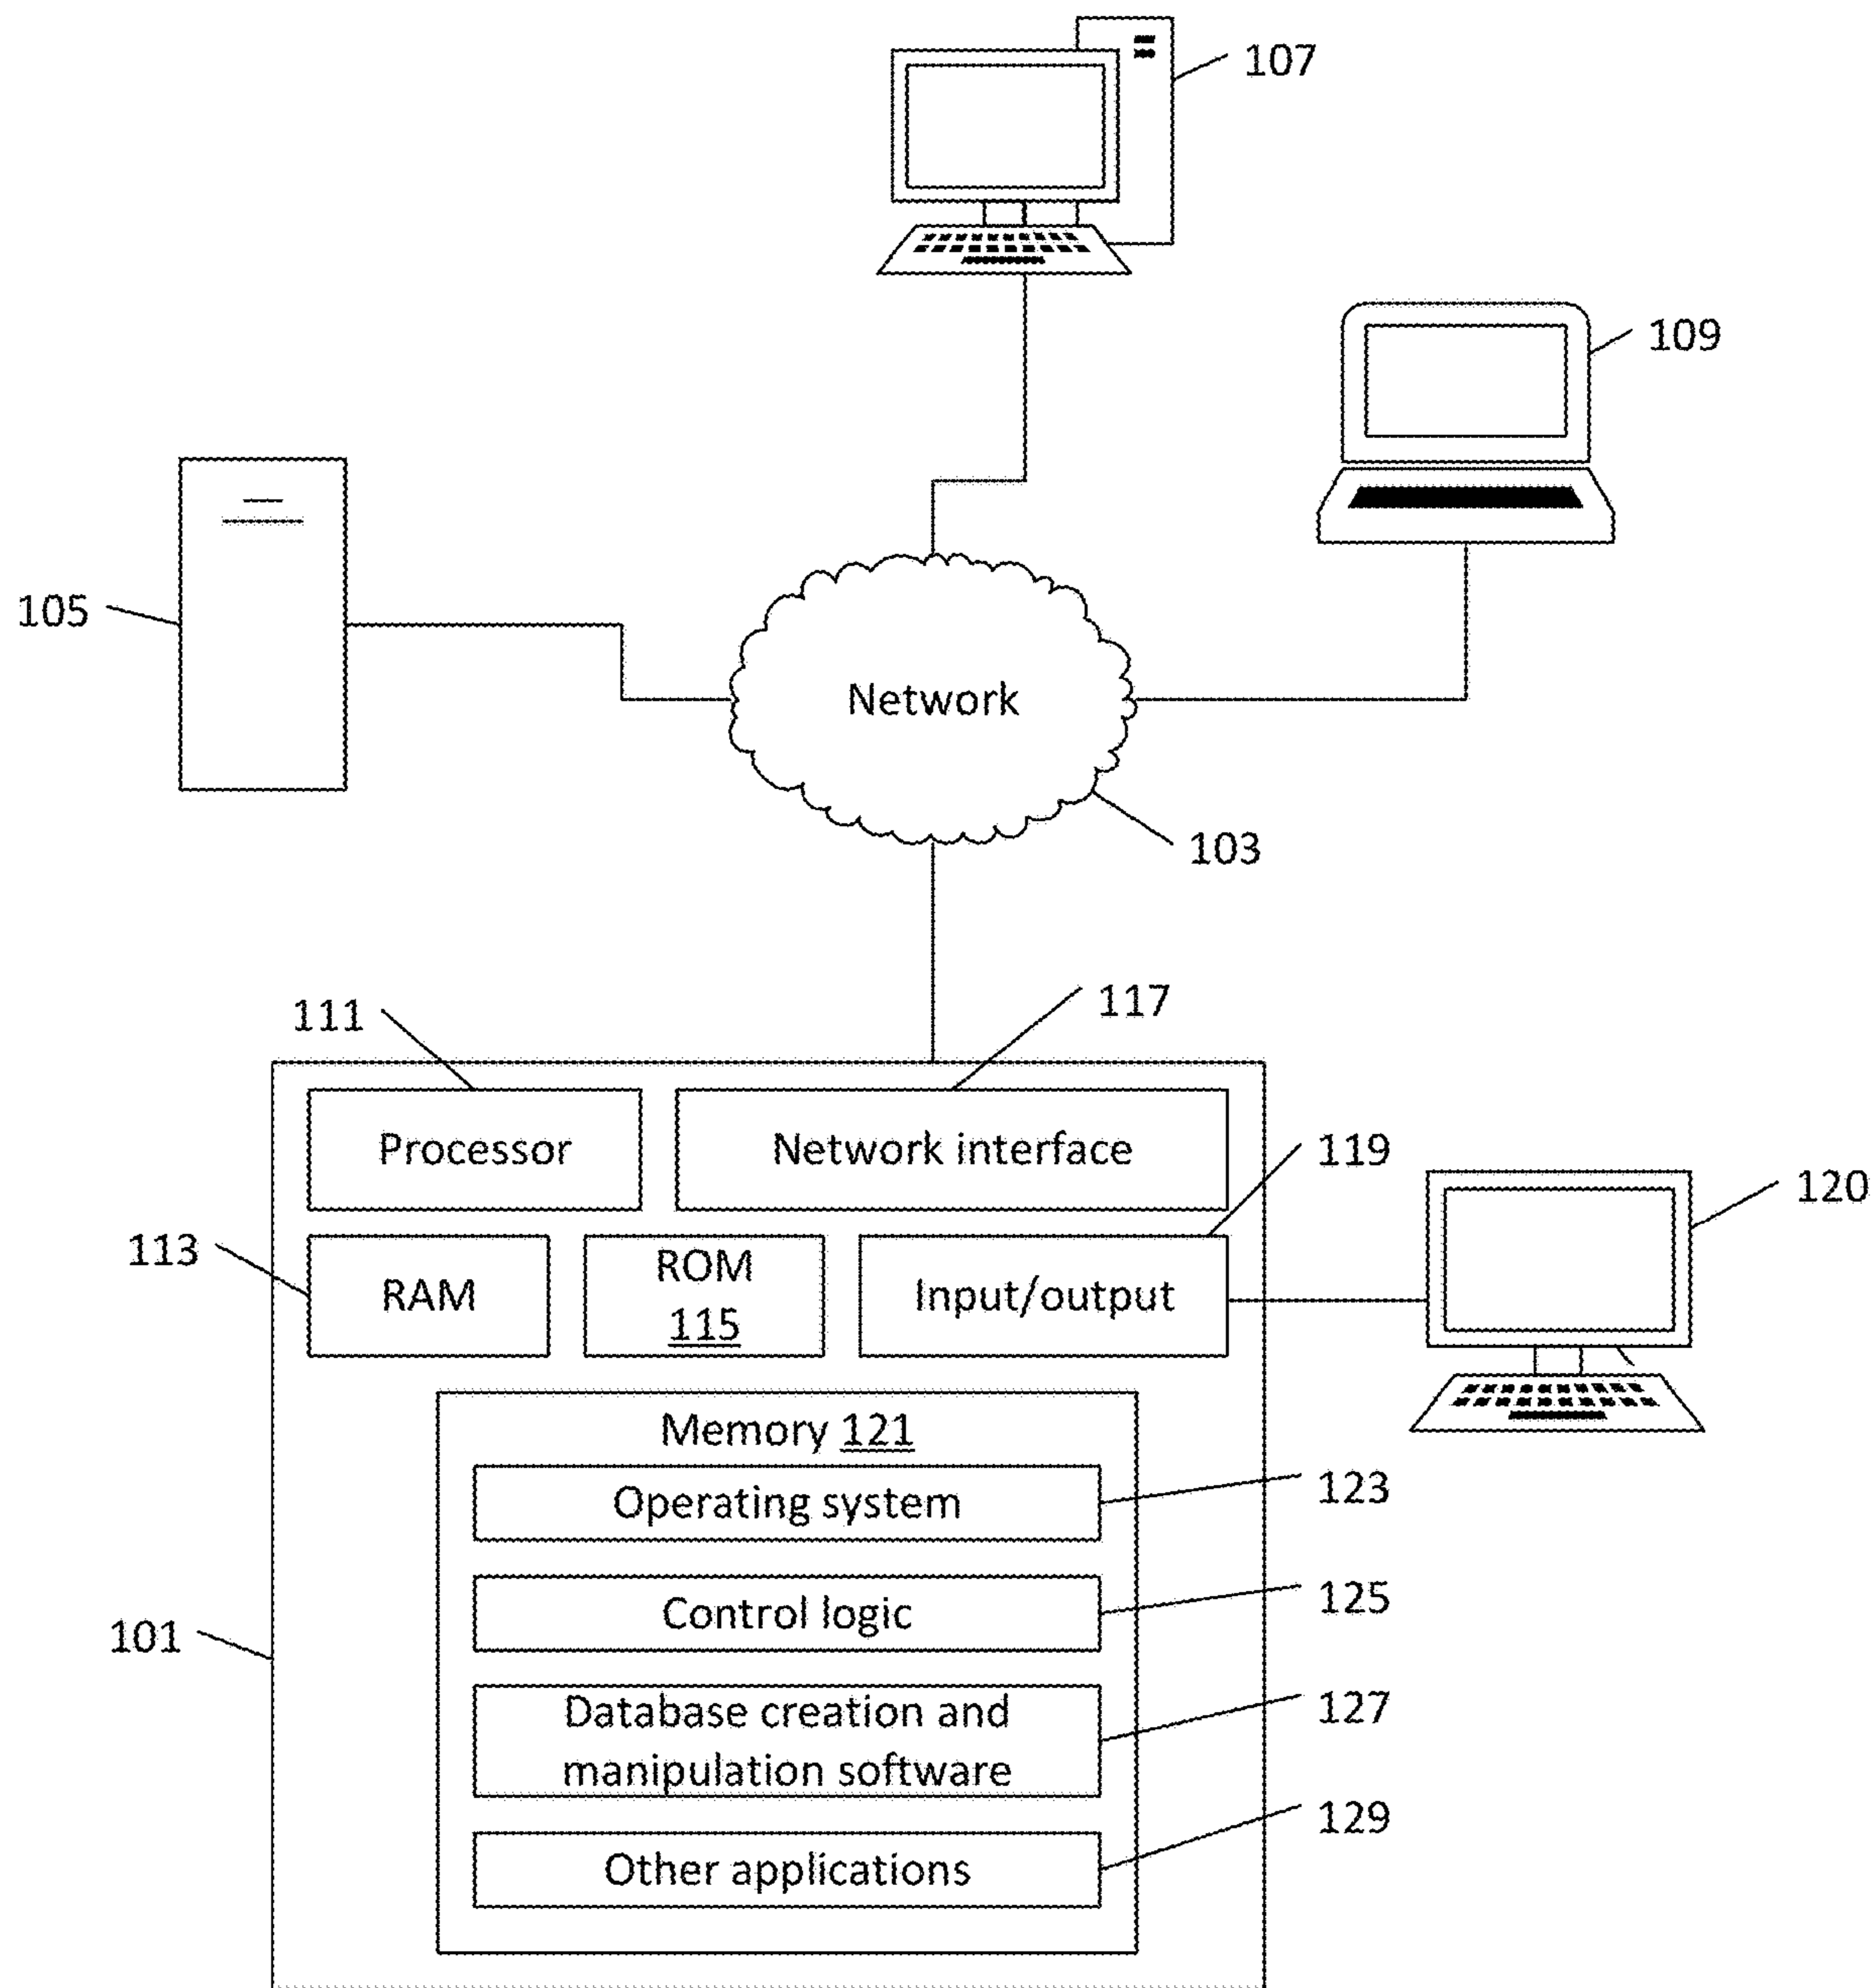 107
109
105
Network
103
111
117
Processor
Network interface
119
120
113
RAM
ROM
115
Input/output
Memory 121
Operating system
123
Control logic
125
101
Database creation and
manipulation software
127
Other applications
129